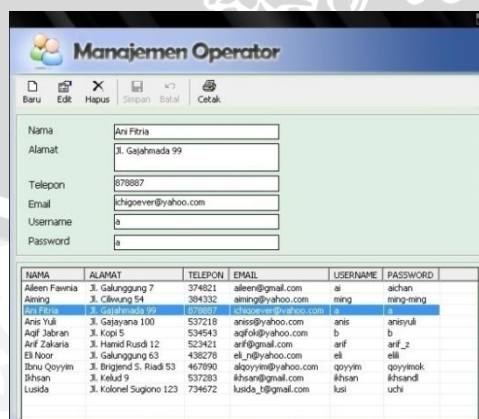 Manajemen Operator
Baru Edit Hapus Simpan Batal Cetak
Nama Ani Fitria
Alamat Jl. Gajahmada 99
Telepon 878887
Email ichigoever@yahoo.com
Username a
Password a
NAMA ALAMAT TELEPON EMAIL USERNAME PASSWORD
Aileen Fawnia Jl. Galunggung 7 374821 aileen@gmail.com ai aichan
Aiming Jl. Ciliwung 54 384332 aiming@yahoo.com ming ming-ming
Ani Fitria Jl. Gajahmada 99 878887 ichigoever@yahoo.com a a
Anis Yuli Jl. Gajayana 100 537218 aniss@yahoo.com anis anisyuli
Aqif Jabran Jl. Kopi 5 534543 aqifok@yahoo.com b b
Arif Zakaria Jl. Hamid Rusdi 12 523421 arif@gmail.com arif arif_z
Eli Noor Jl. Galunggung 63 438278 eli_n@yahoo.com eli elili
Ibnu Qoyyim Jl. Brigjend S. Riadi 53 467890 alqoyyim@yahoo.com qoyyim qoyyimok
Ikhsan Jl. Kelud 9 537283 ikhsan@gmail.com ikhsan ikhsandl
Lusida Jl. Kolonel Sugiono 123 734672 lusida_t@gmail.com lusi uchi